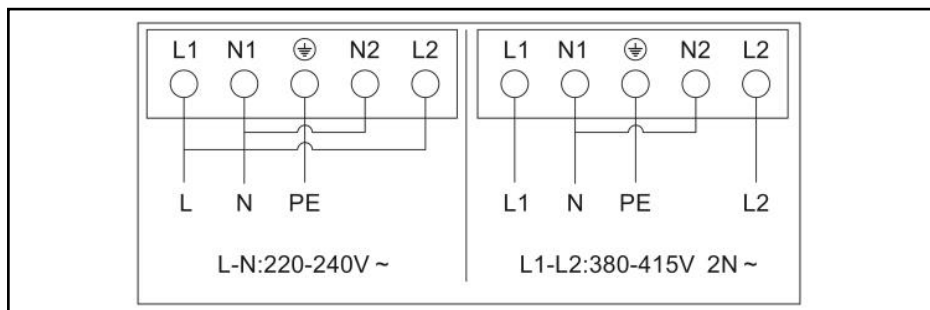 L1 N1 N2 L2 L1 N1 N2 L2
L N PE L1 N PE L2
L-N:220-240V ~ L1-L2:380-415V 2N ~